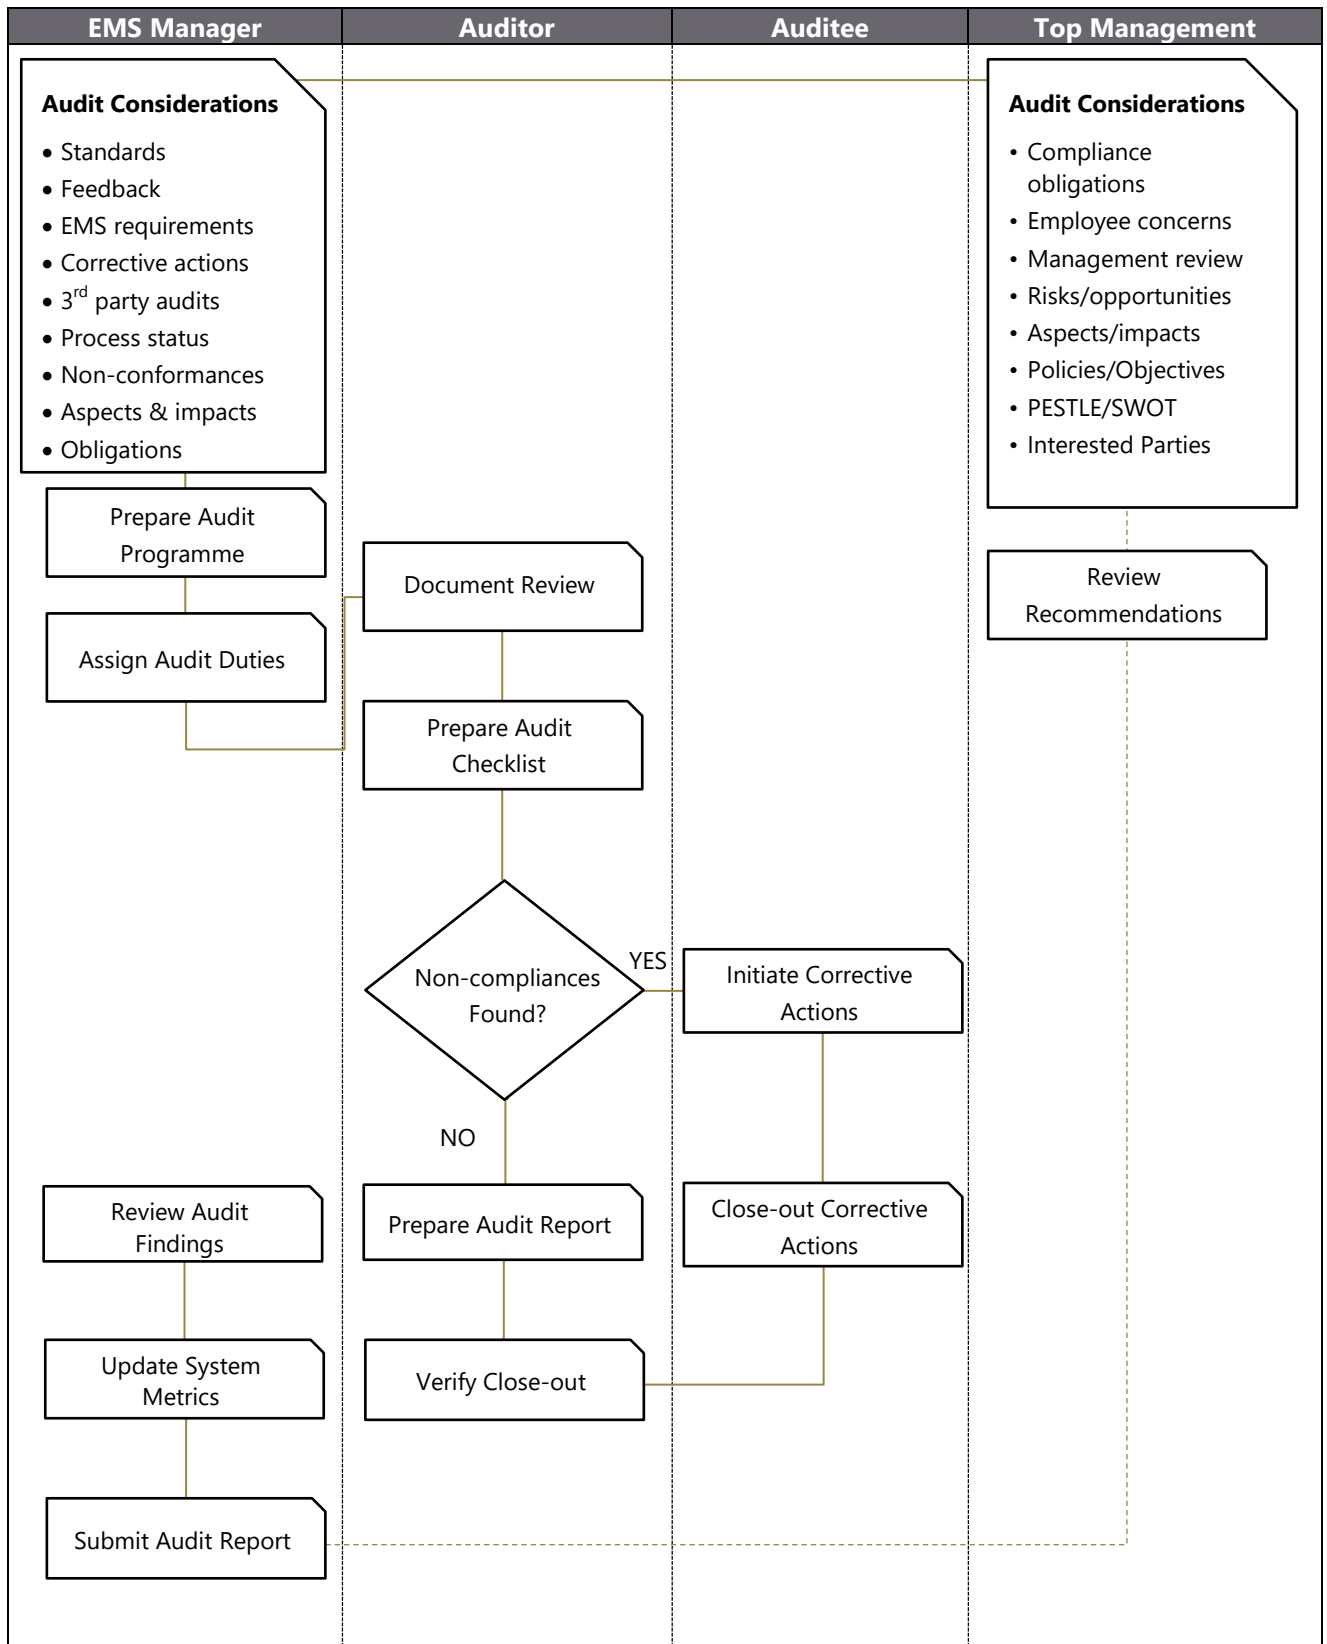 EMS Manager
Auditor
Auditee
Top Management
Audit Considerations
• Standards
• Feedback
• EMS requirements
• Corrective actions
• 3rd party audits
• Process status
• Non-conformances
• Aspects & impacts
• Obligations
Audit Considerations
• Compliance
obligations
• Employee concerns
• Management review
• Risks/opportunities
• Aspects/impacts
• Policies/Objectives
• PESTLE/SWOT
• Interested Parties
Prepare Audit
Programme
Assign Audit Duties
Document Review
Prepare Audit
Checklist
Review
Recommendations
Non-compliances
Found?
YES
NO
Initiate Corrective
Actions
Close-out Corrective
Actions
Prepare Audit Report
Verify Close-out
Review Audit
Findings
Update System
Metrics
Submit Audit Report